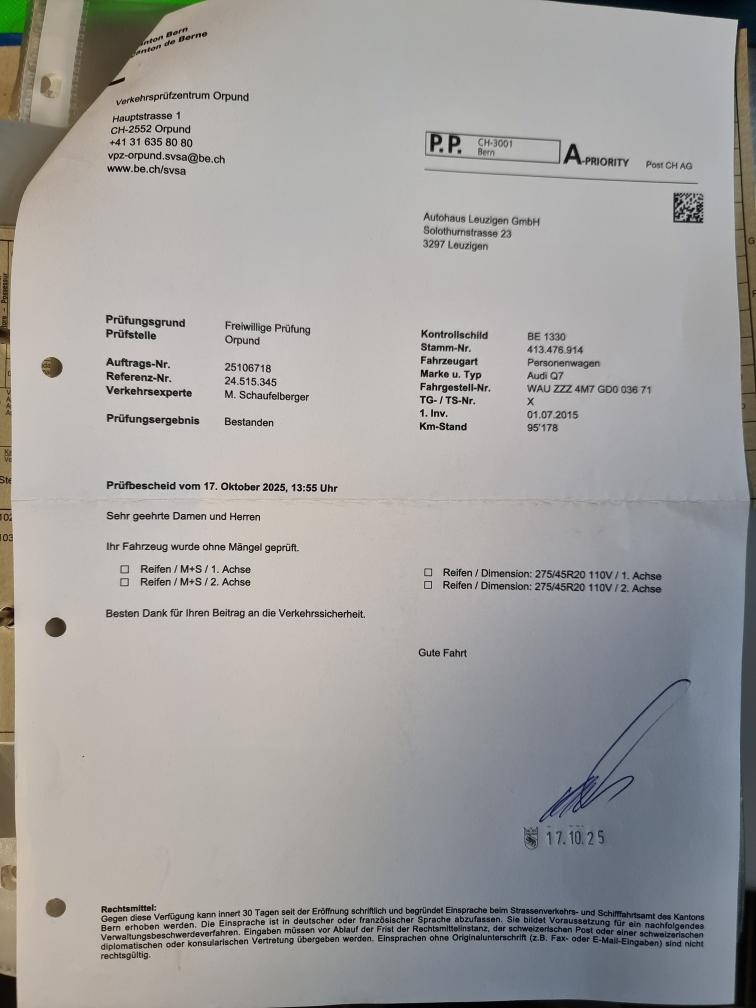 anton Bern
anton de Berne
Verkehrsprüfzentrum Orpund
Hauptstrasse 1
CH-2552 Orpund
+41 31 635 80 80
vpz-orpund.svsa@be.ch
www.be.ch/svsa
P.P. CH-3001
Bern
A-PRIORITY Post CH AG
Autohaus Leuzigen GmbH
Solothurnstrasse 23
3297 Leuzigen
Prüfungsgrund Freiwillige Prüfung
Prüfstelle Orpund
Auftrags-Nr. 25106718
Referenz-Nr. 24.515.345
Verkehrsexperte M. Schaufelberger
Prüfungsergebnis Bestanden
Kontrollschild BE 1330
Stamm-Nr. 413.476.914
Fahrzeugart Personenwagen
Marke u. Typ Audi Q7
Fahrgestell-Nr. WAU ZZZ 4M7 GD0 036 71
TG- / TS-Nr. X
1. Inv. 01.07.2015
Km-Stand 95'178
Prüfbescheid vom 17. Oktober 2025, 13:55 Uhr
Sehr geehrte Damen und Herren
Ihr Fahrzeug wurde ohne Mängel geprüft.
☐ Reifen / M+S / 1. Achse ☐ Reifen / Dimension: 275/45R20 110V / 1. Achse
☐ Reifen / M+S / 2. Achse ☐ Reifen / Dimension: 275/45R20 110V / 2. Achse
Besten Dank für Ihren Beitrag an die Verkehrssicherheit.
Gute Fahrt
17.10.25
Rechtsmittel:
Gegen diese Verfügung kann innert 30 Tagen seit der Eröffnung schriftlich und begründet Einsprache beim Strassenverkehrs- und Schifffahrtsamt des Kantons
Bern erhoben werden. Die Einsprache ist in deutscher oder französischer Sprache abzufassen. Sie bildet Voraussetzung für ein nachfolgendes
Verwaltungsbeschwerdeverfahren. Eingaben müssen vor Ablauf der Frist der Rechtsmittelinstanz, der schweizerischen Post oder einer schweizerischen
diplomatischen oder konsularischen Vertretung übergeben werden. Einsprachen ohne Originalunterschrift (z.B. Fax- oder E-Mail-Eingaben) sind nicht
rechtsgültig.